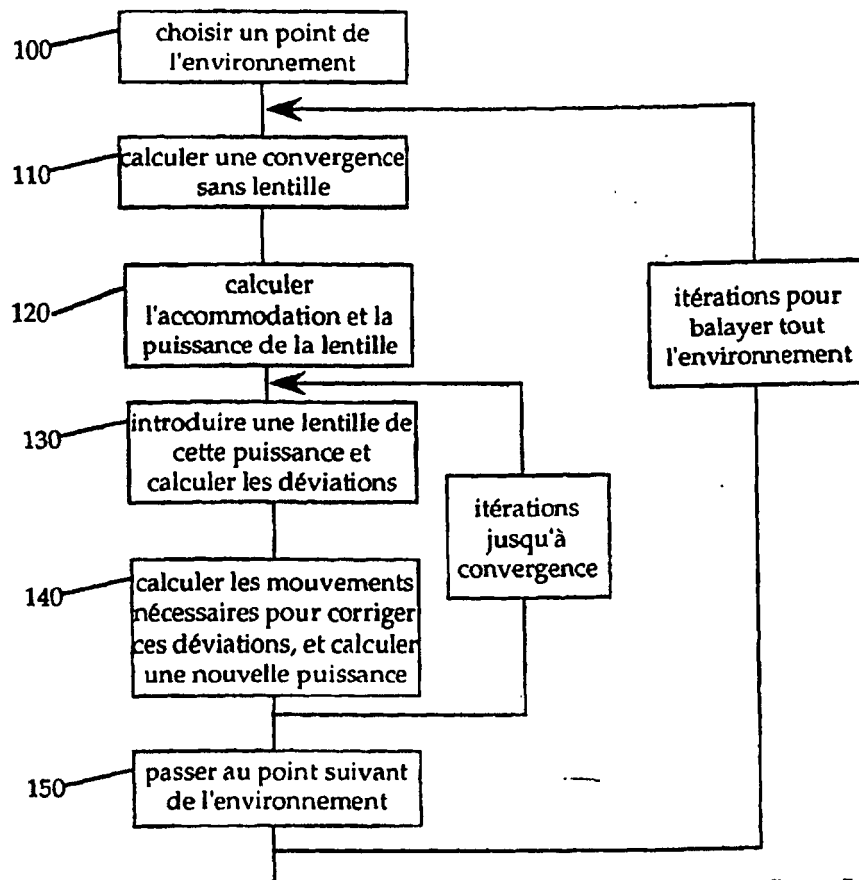 100
choisir un point de
l'environnement
110
calculer une convergence
sans lentille
120
calculer
l'accommodation et la
puissance de la lentille
130
introduire une lentille de
cette puissance et
calculer les déviations
140
calculer les mouvements
nécessaires pour corriger
ces déviations, et calculer
une nouvelle puissance
150
passer au point suivant
de l'environnement
itérations
jusqu'à
convergence
itérations pour
balayer tout
l'environnement